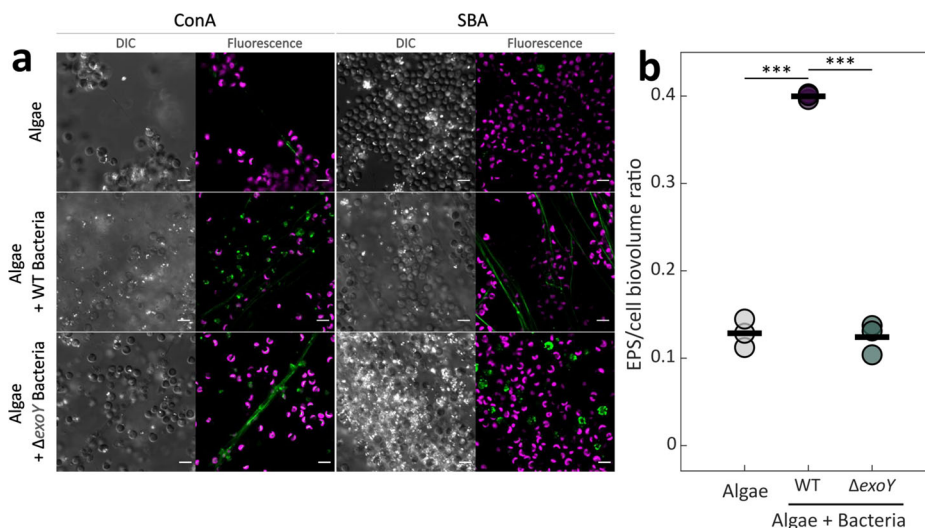 a
ConA
SBA
DIC
Fluorescence
DIC
Fluorescence
Algae
Algae
+ WT Bacteria
Algae
+ ΔexoY Bacteria
b
***
***
EPS/cell biovolume ratio
0.4
0.3
0.2
0.1
0
Algae
WT
ΔexoY
Algae + Bacteria